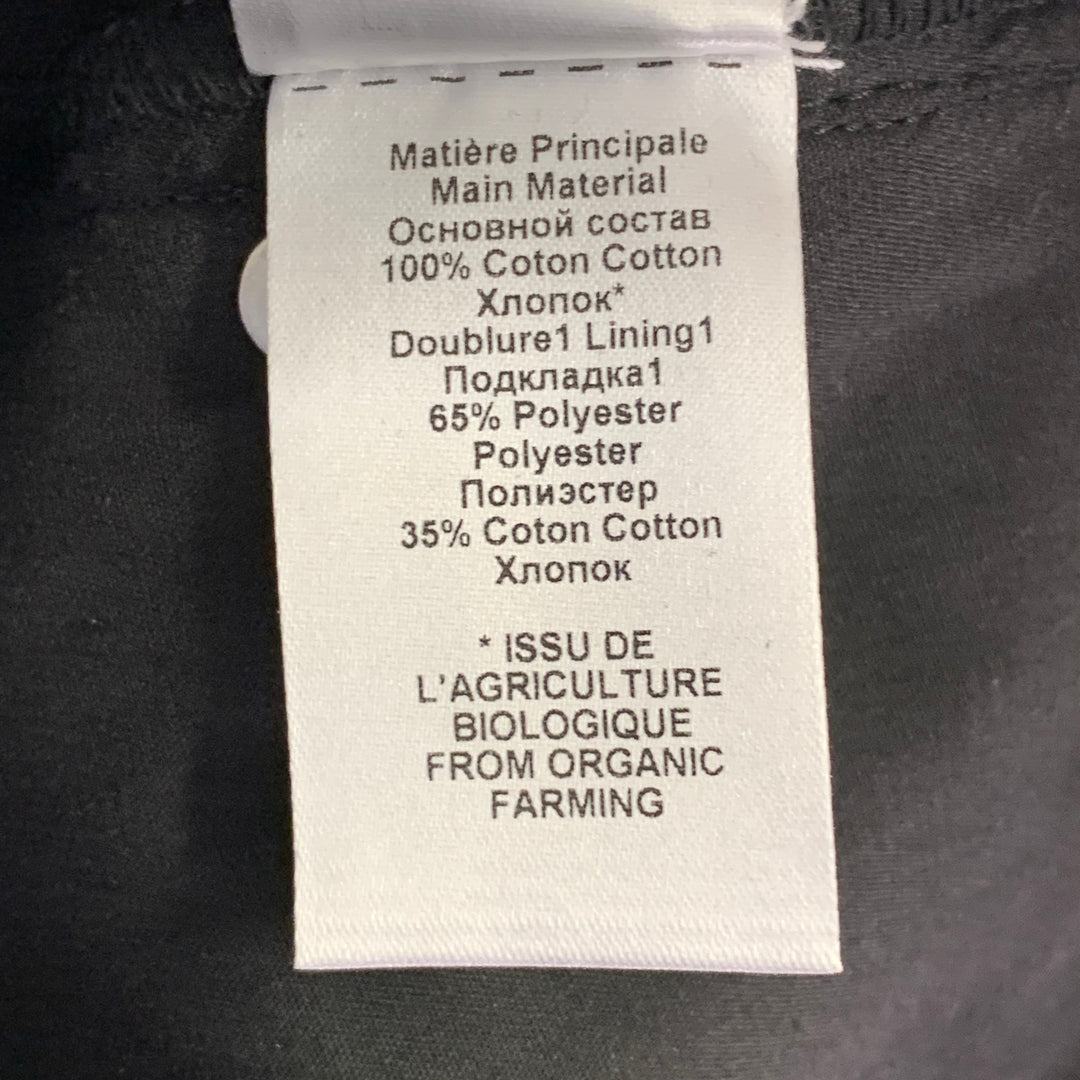 Matière Principale
Main Material
Основной состав
100% Coton Cotton
Хлопок*
Doublure1 Lining1
Подкладка1
65% Polyester
Polyester
Полиэстер
35% Coton Cotton
Хлопок
* ISSU DE
L'AGRICULTURE
BIOLOGIQUE
FROM ORGANIC
FARMING